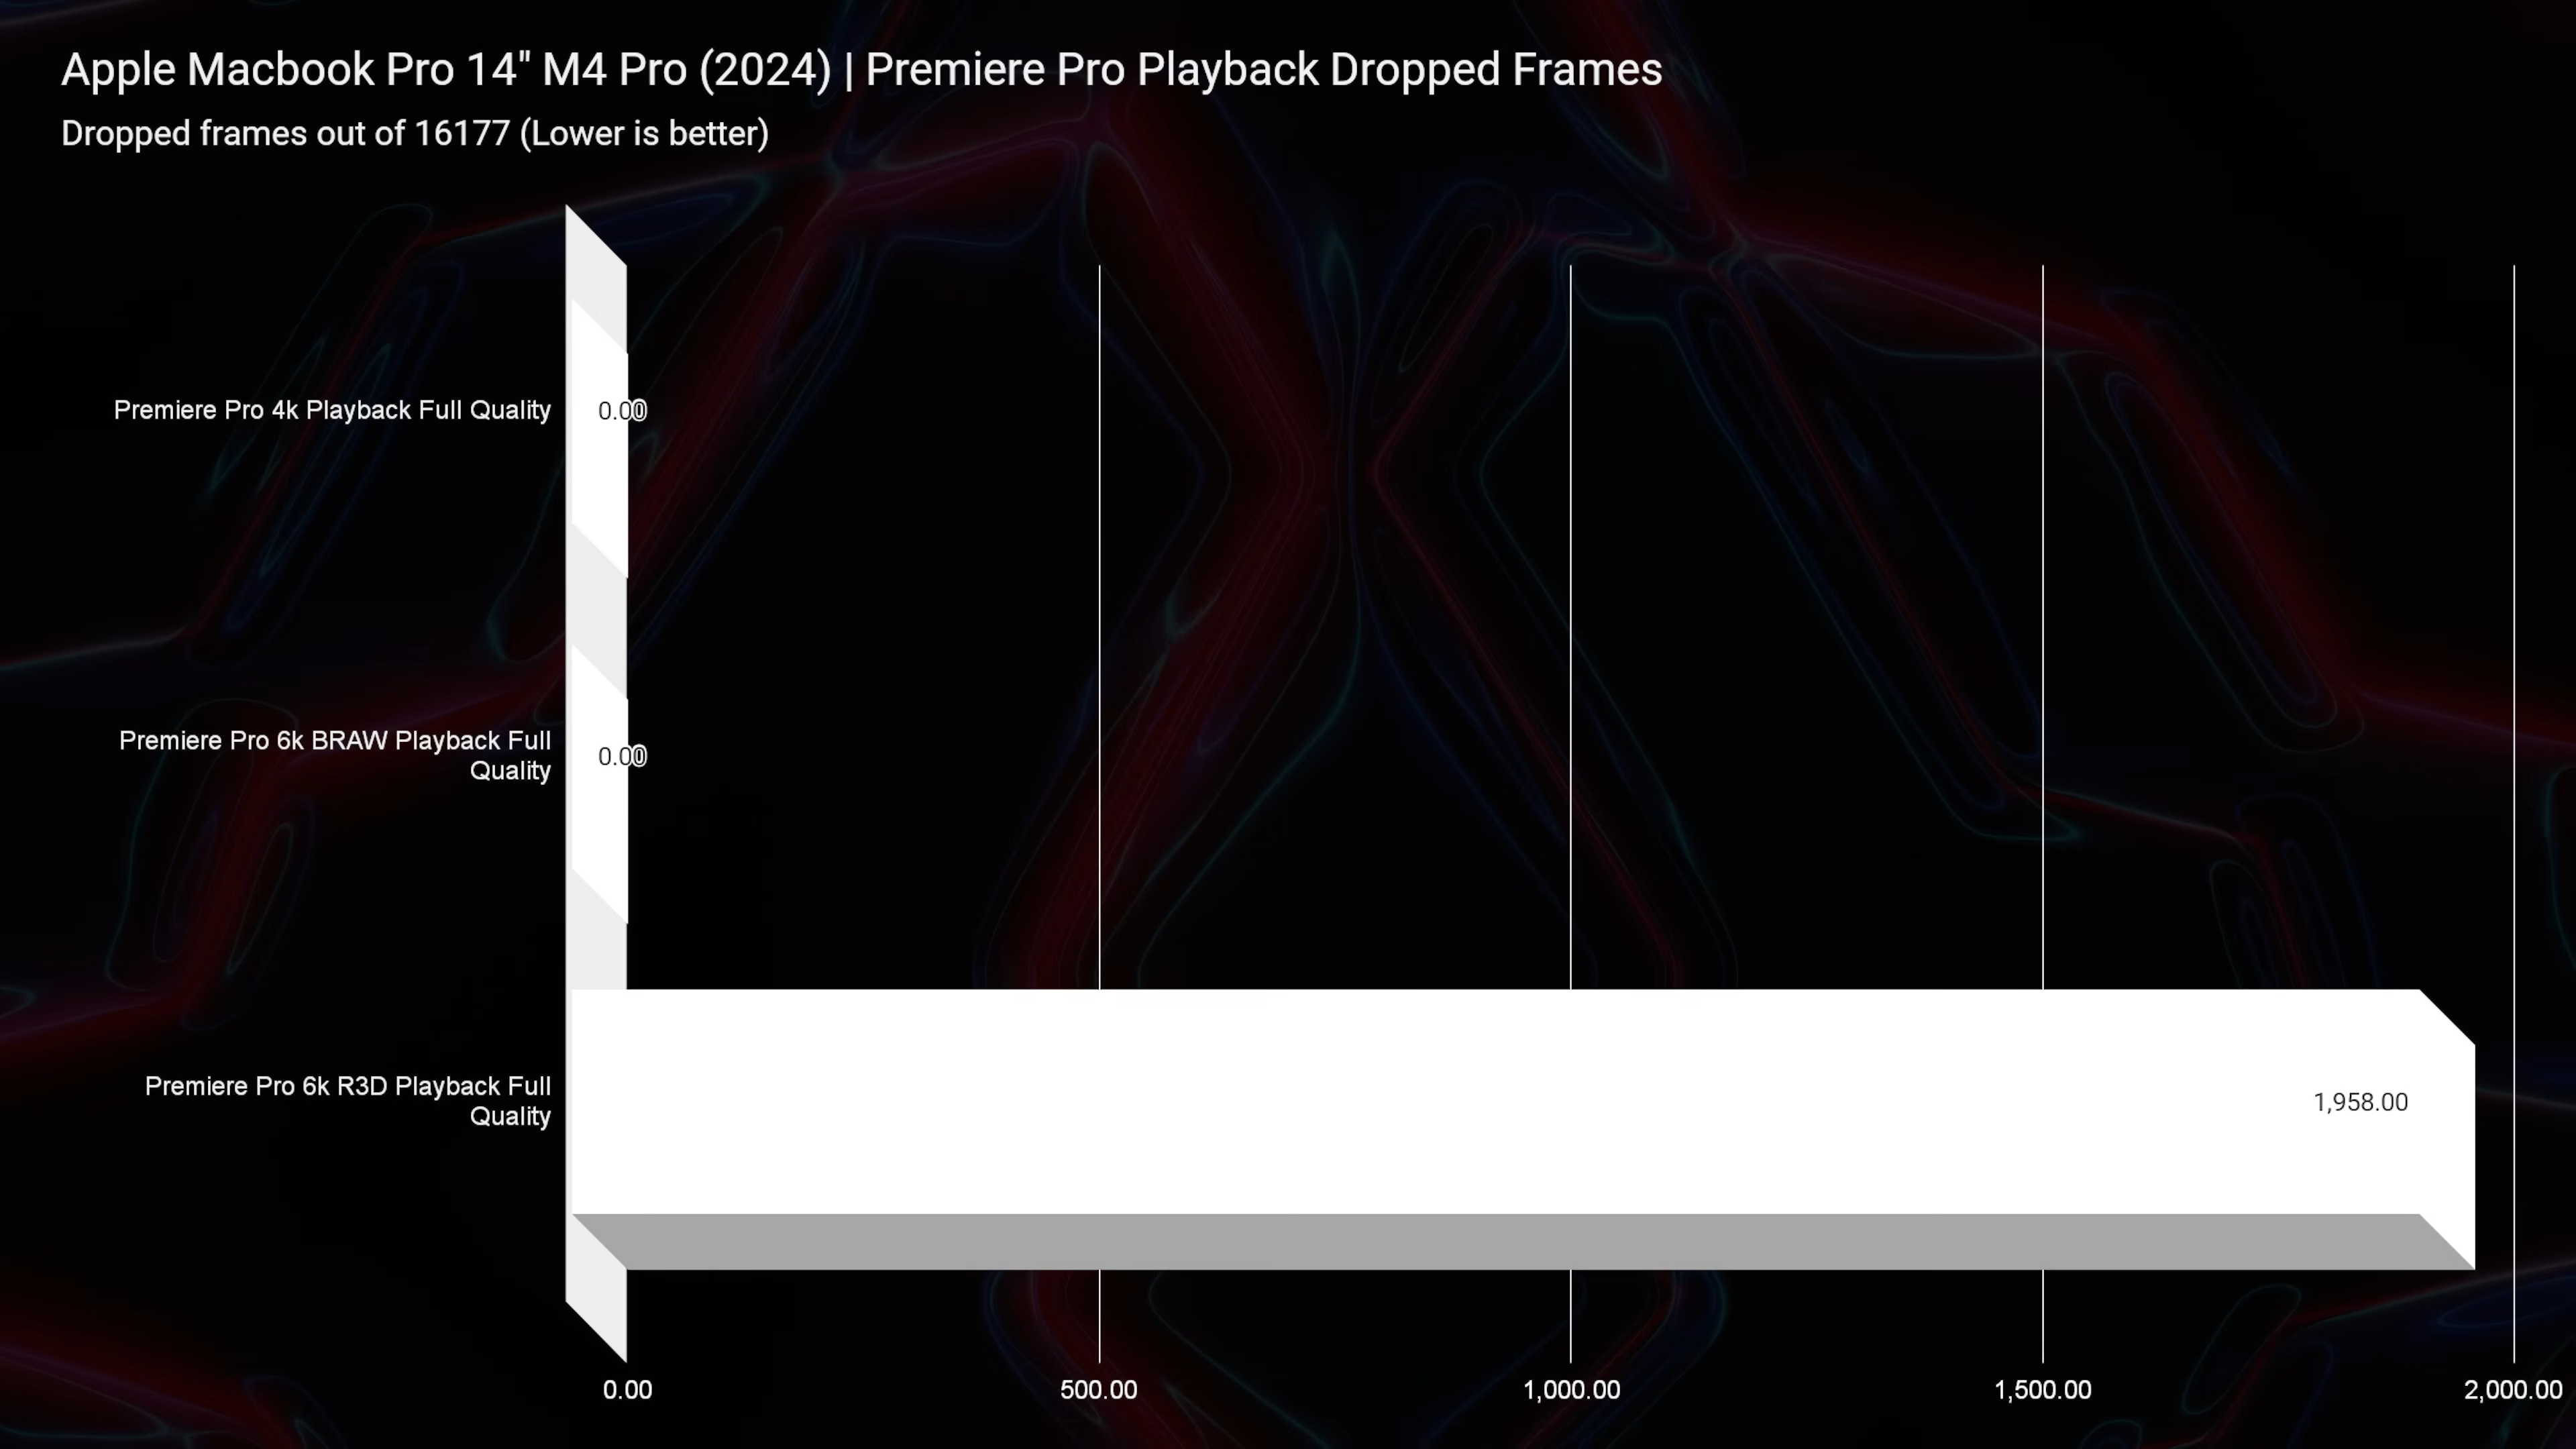 Apple Macbook Pro 14" M4 Pro (2024) | Premiere Pro Playback Dropped Frames
Dropped frames out of 16177 (Lower is better)
Premiere Pro 4k Playback Full Quality
0.00
Premiere Pro 6k BRAW Playback Full
Quality
0.00
Premiere Pro 6k R3D Playback Full
Quality
1,958.00
0.00
500.00
1,000.00
1,500.00
2,000.00